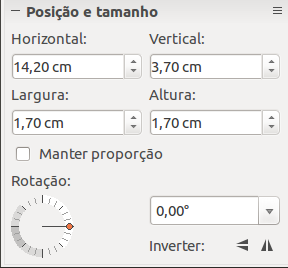 Posição e tamanho
Horizontal: Vertical:
14,20 cm 3,70 cm
Largura: Altura:
1,70 cm 1,70 cm
Manter proporção
Rotação:
0,00°
Inverter: